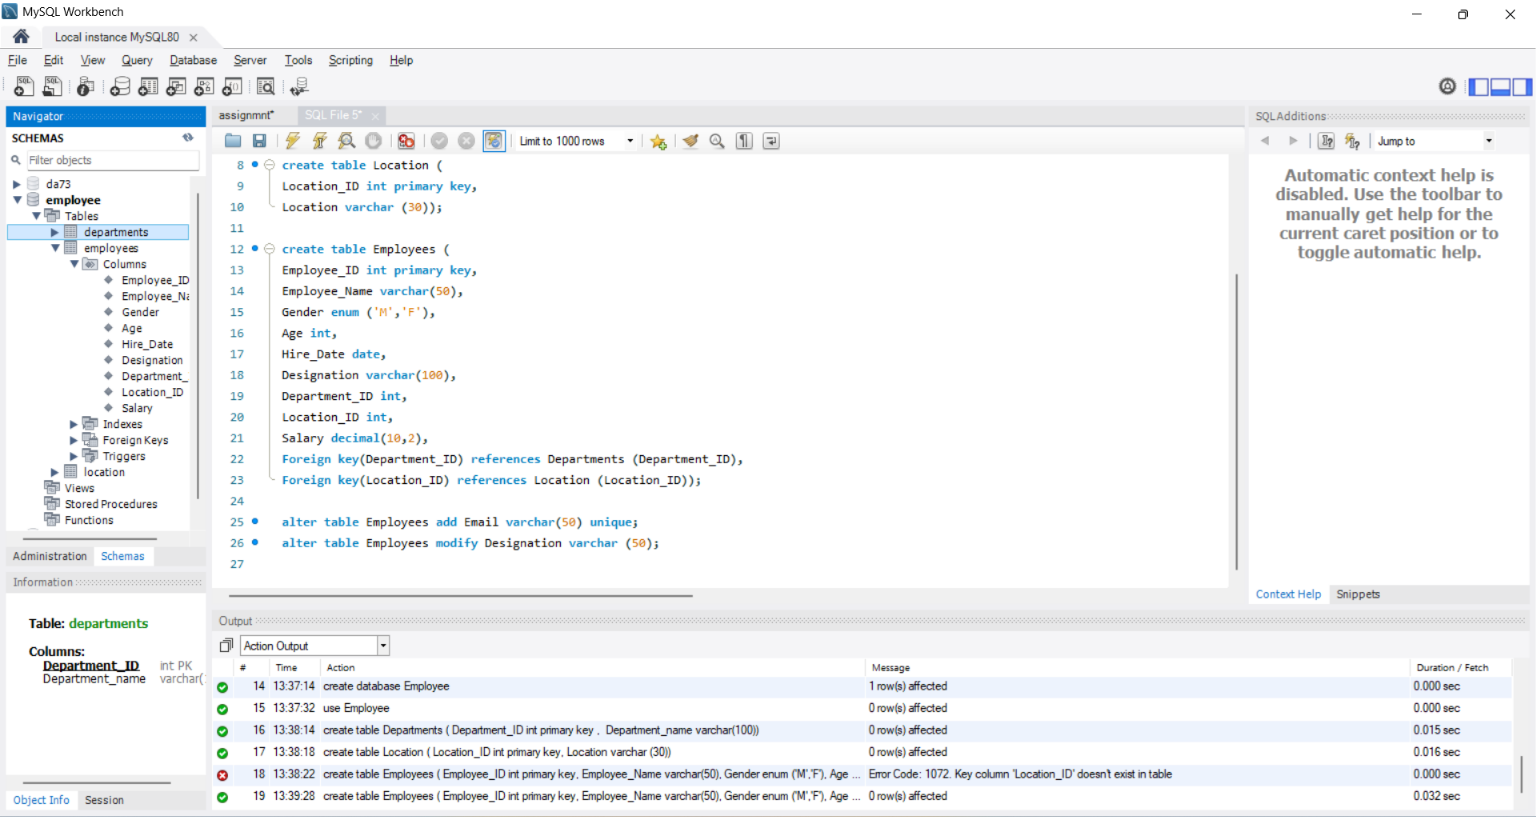 MySQL Workbench
Local instance MySQL80
File Edit View Query Database Server Tools Scripting Help
Navigator
SCHEMAS
Filter objects
da73
employee
Tables
departments
employees
Columns
Employee_ID
Employee_Na
Gender
Age
Hire_Date
Designation
Department_
Location_ID
Salary
Indexes
Foreign Keys
Triggers
location
Views
Stored Procedures
Functions
Administration Schemas
Information
Table: departments
Columns:
Department_ID int PK
Department_name varchar(
Object Info Session
assignmnt* SQL File 5*
Limit to 1000 rows
8 create table Location (
9 Location_ID int primary key,
10 Location varchar (30));
11
12 create table Employees (
13 Employee_ID int primary key,
14 Employee_Name varchar(50),
15 Gender enum ('M','F'),
16 Age int,
17 Hire_Date date,
18 Designation varchar(100),
19 Department_ID int,
20 Location_ID int,
21 Salary decimal(10,2),
22 Foreign key(Department_ID) references Departments (Department_ID),
23 Foreign key(Location_ID) references Location (Location_ID));
24
25 alter table Employees add Email varchar(50) unique;
26 alter table Employees modify Designation varchar (50);
27
SQLAdditions
Jump to
Automatic context help is
disabled. Use the toolbar to
manually get help for the
current caret position or to
toggle automatic help.
Context Help Snippets
Output
Action Output
# Time Action Message Duration / Fetch
14 13:37:14 create database Employee 1 row(s) affected 0.000 sec
15 13:37:32 use Employee 0 row(s) affected 0.000 sec
16 13:38:14 create table Departments ( Department_ID int primary key , Department_name varchar(100)) 0 row(s) affected 0.015 sec
17 13:38:18 create table Location ( Location_ID int primary key, Location varchar (30)) 0 row(s) affected 0.016 sec
18 13:38:22 create table Employees ( Employee_ID int primary key, Employee_Name varchar(50), Gender enum ('M','F'), Age ... Error Code: 1072. Key column 'Location_ID' doesn't exist in table 0.000 sec
19 13:39:28 create table Employees ( Employee_ID int primary key, Employee_Name varchar(50), Gender enum ('M','F'), Age ... 0 row(s) affected 0.032 sec